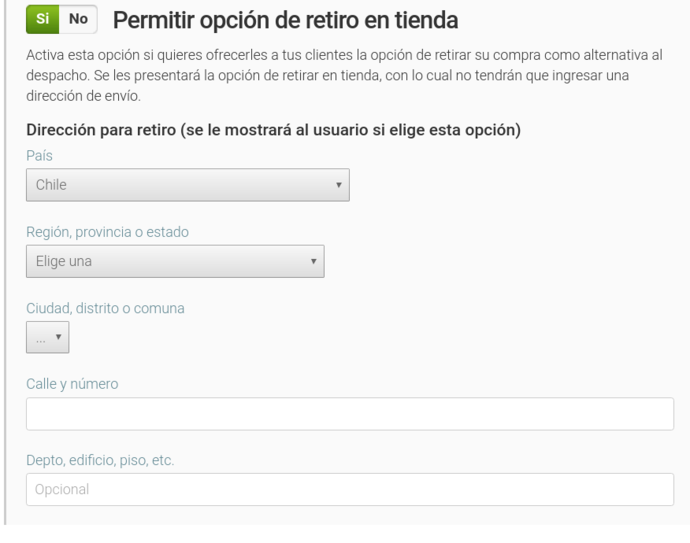 Si No Permitir opción de retiro en tienda
Activa esta opción si quieres ofrecerles a tus clientes la opción de retirar su compra como alternativa al
despacho. Se les presentará la opción de retirar en tienda, con lo cual no tendrán que ingresar una
dirección de envío.
Dirección para retiro (se le mostrará al usuario si elige esta opción)
País
Chile
Región, provincia o estado
Elige una
Ciudad, distrito o comuna
...
Calle y número
Depto, edificio, piso, etc.
Opcional